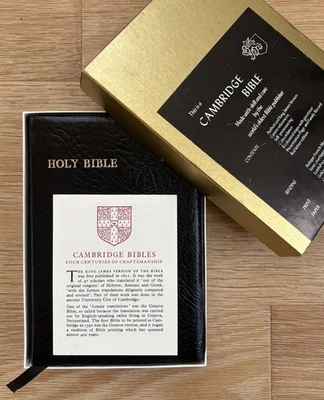 This is a
CAMBRIDGE
BIBLE
Made with skill and care
by the
world's oldest Bible publisher
CONTENTS
BINDING
PRINT
PAPER
HOLY BIBLE
CAMBRIDGE BIBLES
FOUR CENTURIES OF CRAFTSMANSHIP
THE KING JAMES VERSION OF THE BIBLE
was first published in 1611. It was the work
of 47 scholars who translated it 'out of the
original tongues' of Hebrew, Aramaic and Greek,
'with the former translations diligently compared
and revised'. Part of their work was done in the
ancient University City of Cambridge.
One of the 'former translations' was the Geneva
Bible, so called because the translation was carried
out by English-speaking exiles living in Geneva,
Switzerland. The first Bible to be printed in Cam-
bridge in 1591 was the Geneva version, and it began
a tradition of Bible printing which has spanned
almost 400 years.